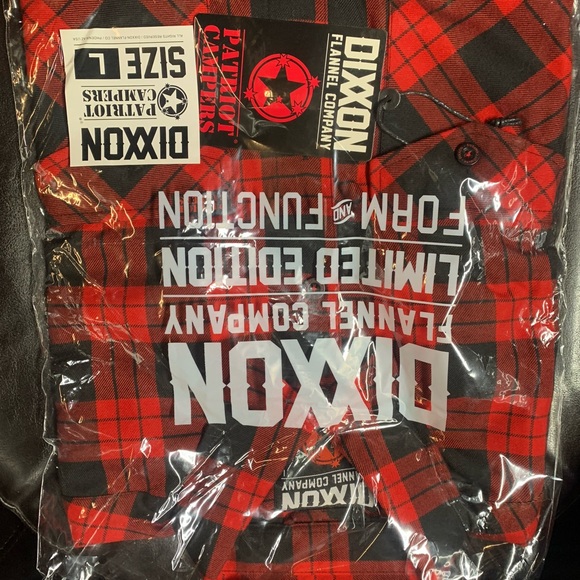 DIXXON
FLANNEL COMPANY
LIMITED EDITION
FORM AND FUNCTION
DIXXON
FLANNEL COMPANY
DIXXON
FLANNEL COMPANY
PATRIOT
CAMPERS
DIXXON
PATRIOT
CAMPERS
SIZE L